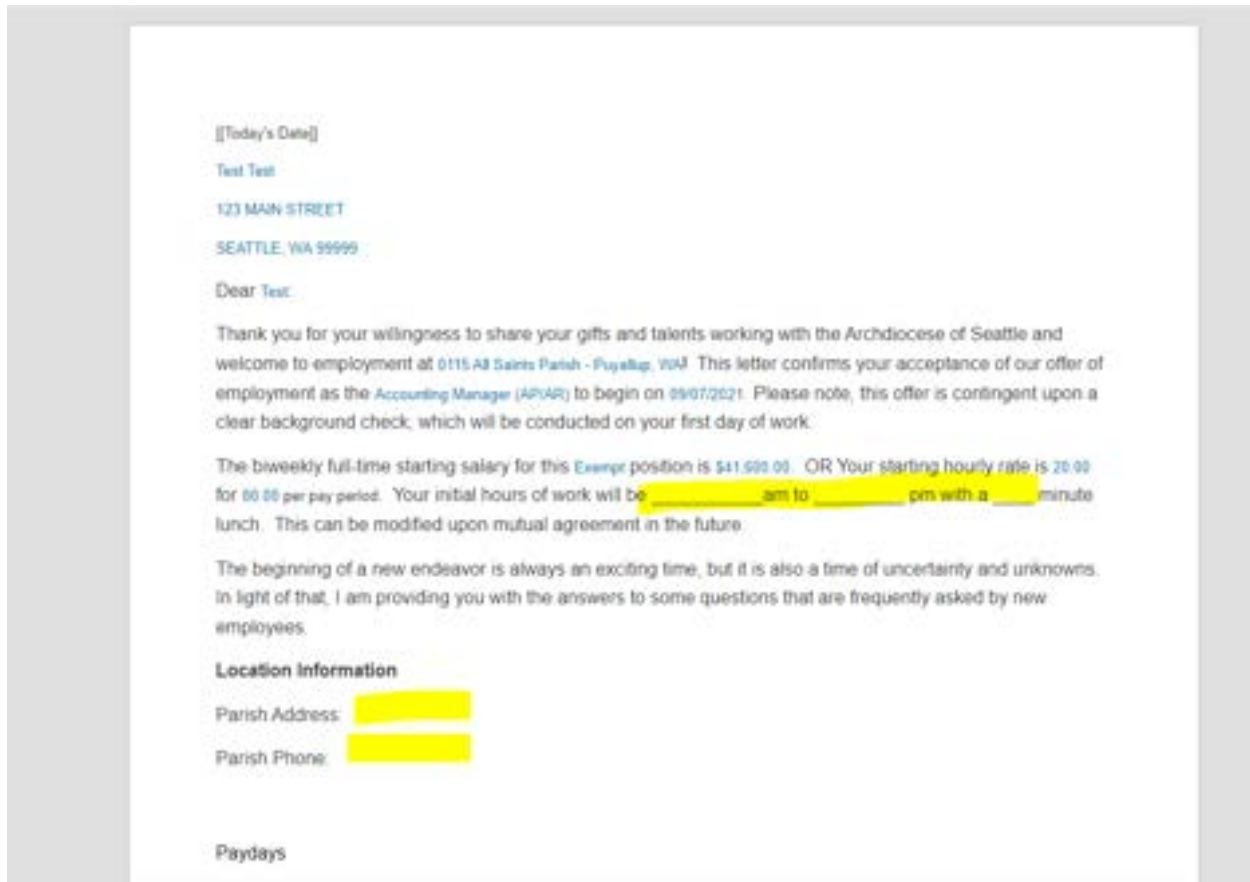 [[Today's Date]]
Test Test
123 MAIN STREET
SEATTLE, WA 99999
Dear Test:
Thank you for your willingness to share your gifts and talents working with the Archdiocese of Seattle and
welcome to employment at 0115 All Saints Parish - Puyallup, WA! This letter confirms your acceptance of our offer of
employment as the Accounting Manager (AP/AR) to begin on 09/07/2021. Please note, this offer is contingent upon a
clear background check, which will be conducted on your first day of work.
The biweekly full-time starting salary for this Exempt position is $41,600.00. OR Your starting hourly rate is 20.00
for 80.00 per pay period. Your initial hours of work will be ____________am to _________ pm with a ____ minute
lunch. This can be modified upon mutual agreement in the future.
The beginning of a new endeavor is always an exciting time, but it is also a time of uncertainty and unknowns.
In light of that, I am providing you with the answers to some questions that are frequently asked by new
employees.
Location Information
Parish Address:
Parish Phone:
Paydays